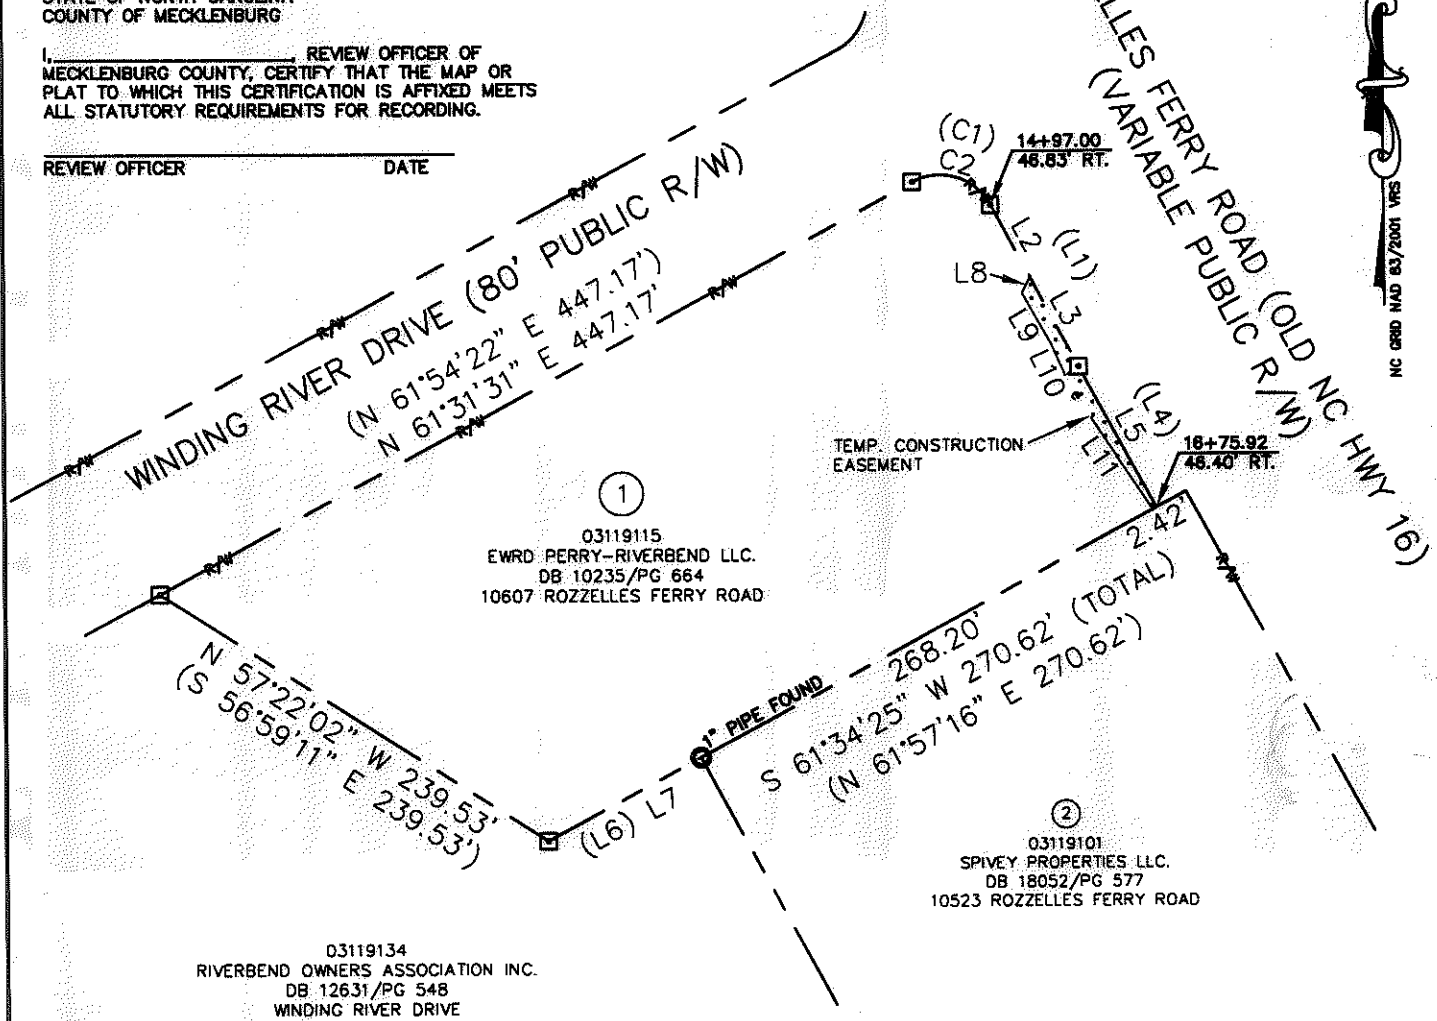 COUNTY OF MECKLENBURG
I,____________________, REVIEW OFFICER OF
MECKLENBURG COUNTY, CERTIFY THAT THE MAP OR
PLAT TO WHICH THIS CERTIFICATION IS AFFIXED MEETS
ALL STATUTORY REQUIREMENTS FOR RECORDING.
REVIEW OFFICER DATE
WINDING RIVER DRIVE (80' PUBLIC R/W)
(N 61°54'22" E 447.17')
N 61°31'31" E 447.17'
R/W
R/W
R/W
R/W
R/W
R/W
(C1)
C2
R/W
14+97.00
46.83' RT.
LLES FERRY ROAD (OLD NC HWY 16)
(VARIABLE PUBLIC R/W)
NC GRID NAD 83/2001 VRS
L2
(L1)
L8
L3
L9
L10
(L4)
L5
L11
TEMP. CONSTRUCTION
EASEMENT
16+75.92
46.40' RT.
2.42'
R/W
1
03119115
EWRD PERRY-RIVERBEND LLC.
DB 10235/PG 664
10607 ROZZELLES FERRY ROAD
N 57°22'02" W 239.53'
(S 56°59'11" E 239.53')
(L6) L7
1" PIPE FOUND
268.20'
S 61°34'25" W 270.62' (TOTAL)
(N 61°57'16" E 270.62')
2
03119101
SPIVEY PROPERTIES LLC.
DB 18052/PG 577
10523 ROZZELLES FERRY ROAD
03119134
RIVERBEND OWNERS ASSOCIATION INC.
DB 12631/PG 548
WINDING RIVER DRIVE